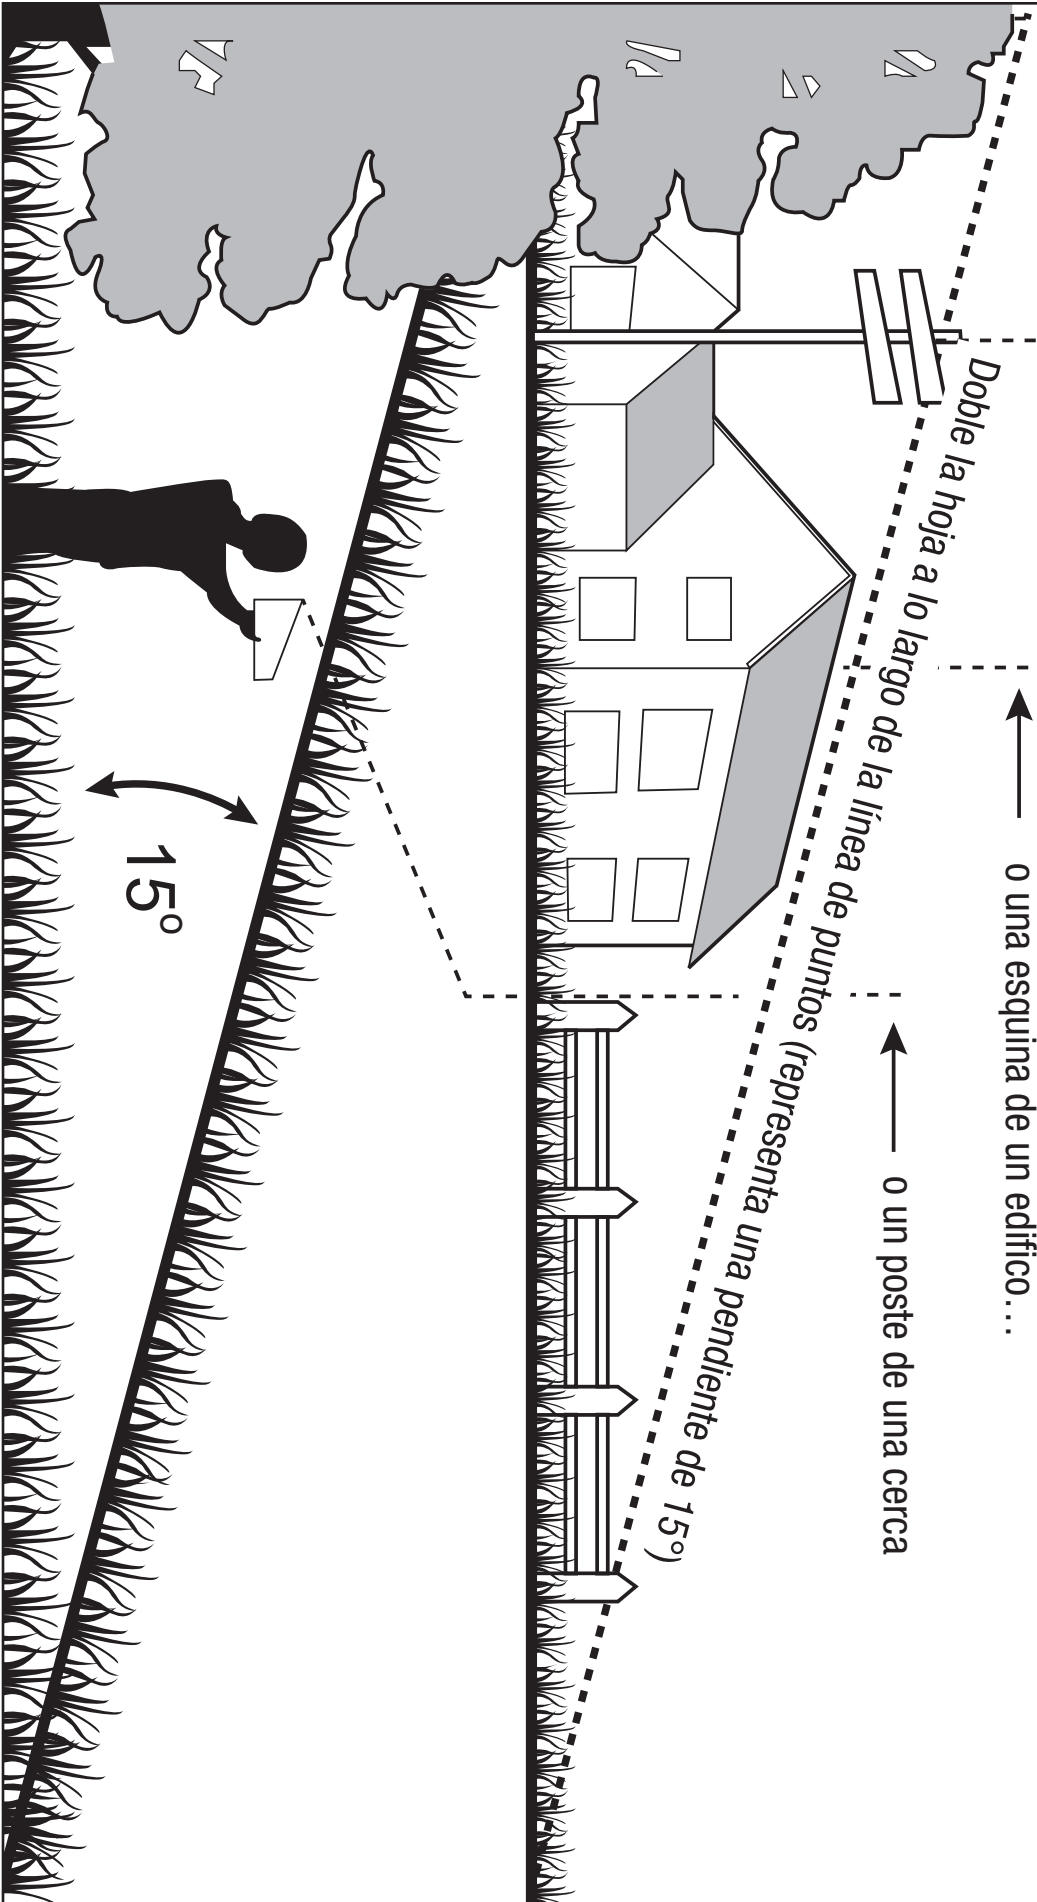 o una esquina de un edifico…
o un poste de una cerca
Doble la hoja a lo largo de la línea de puntos (representa una pendiente de 15°)
15º